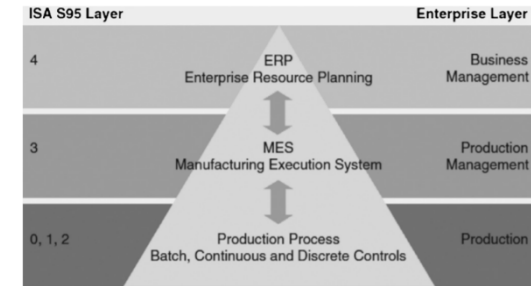 ISA S95 Layer
Enterprise Layer
4
ERP
Enterprise Resource Planning
Business
Management
3
MES
Manufacturing Execution System
Production
Management
0, 1, 2
Production Process
Batch, Continuous and Discrete Controls
Production